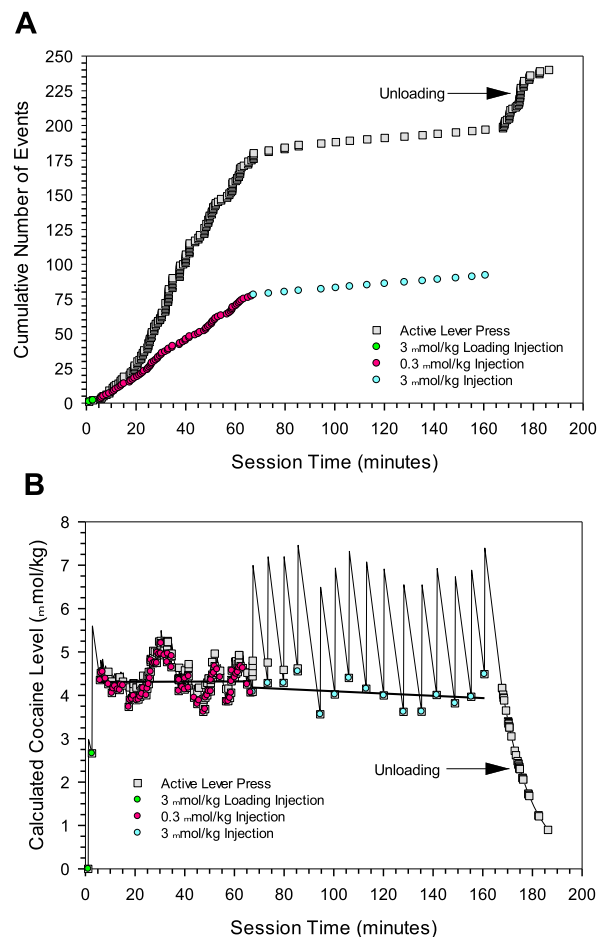 A
250
225
200
175
150
125
100
75
50
25
0
Cumulative Number of Events
Unloading
Active Lever Press
3 mmol/kg Loading Injection
0.3 mmol/kg Injection
3 mmol/kg Injection
0 20 40 60 80 100 120 140 160 180 200
Session Time (minutes)
B
8
7
6
5
4
3
2
1
0
Calculated Cocaine Level (mmol/kg)
Unloading
Active Lever Press
3 mmol/kg Loading Injection
0.3 mmol/kg Injection
3 mmol/kg Injection
0 20 40 60 80 100 120 140 160 180 200
Session Time (minutes)